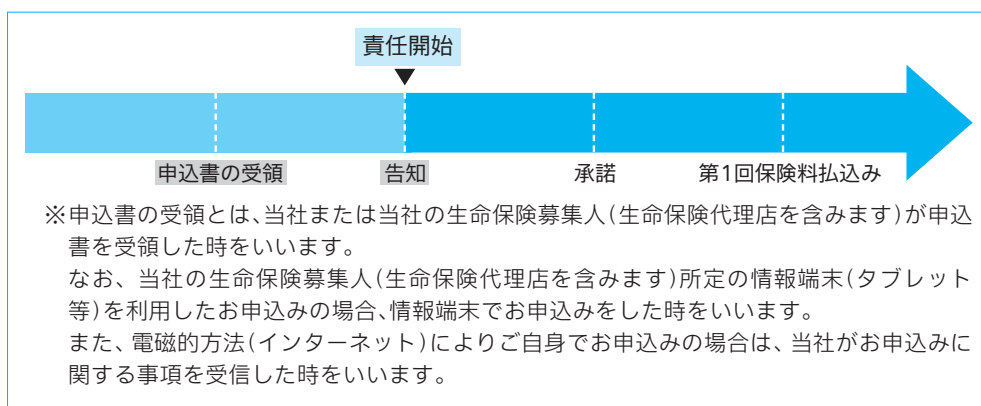 責任開始
申込書の受領 告知 承諾 第1回保険料払込み
※申込書の受領とは、当社または当社の生命保険募集人(生命保険代理店を含みます)が申込
書を受領した時をいいます。
なお、当社の生命保険募集人(生命保険代理店を含みます)所定の情報端末(タブレット
等)を利用したお申込みの場合、情報端末でお申込みをした時をいいます。
また、電磁的方法(インターネット)によりご自身でお申込みの場合は、当社がお申込みに
関する事項を受信した時をいいます。